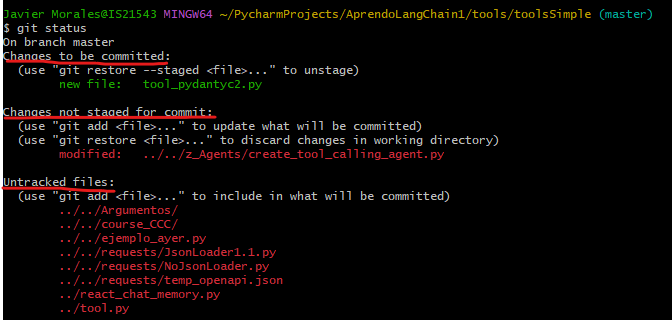 Javier Morales@IS21543 MINGW64 ~/PycharmProjects/AprendoLangChain1/tools/toolsSimple (master)
$ git status
On branch master
Changes to be committed:
  (use "git restore --staged <file>..." to unstage)
        new file:   tool_pydantyc2.py

Changes not staged for commit:
  (use "git add <file>..." to update what will be committed)
  (use "git restore <file>..." to discard changes in working directory)
        modified:   ../../z_Agents/create_tool_calling_agent.py

Untracked files:
  (use "git add <file>..." to include in what will be committed)
        ../../Argumentos/
        ../../course_CCC/
        ../../ejemplo_ayer.py
        ../../requests/JsonLoader1.1.py
        ../../requests/NoJsonLoader.py
        ../../requests/temp_openapi.json
        ../react_chat_memory.py
        ../tool.py